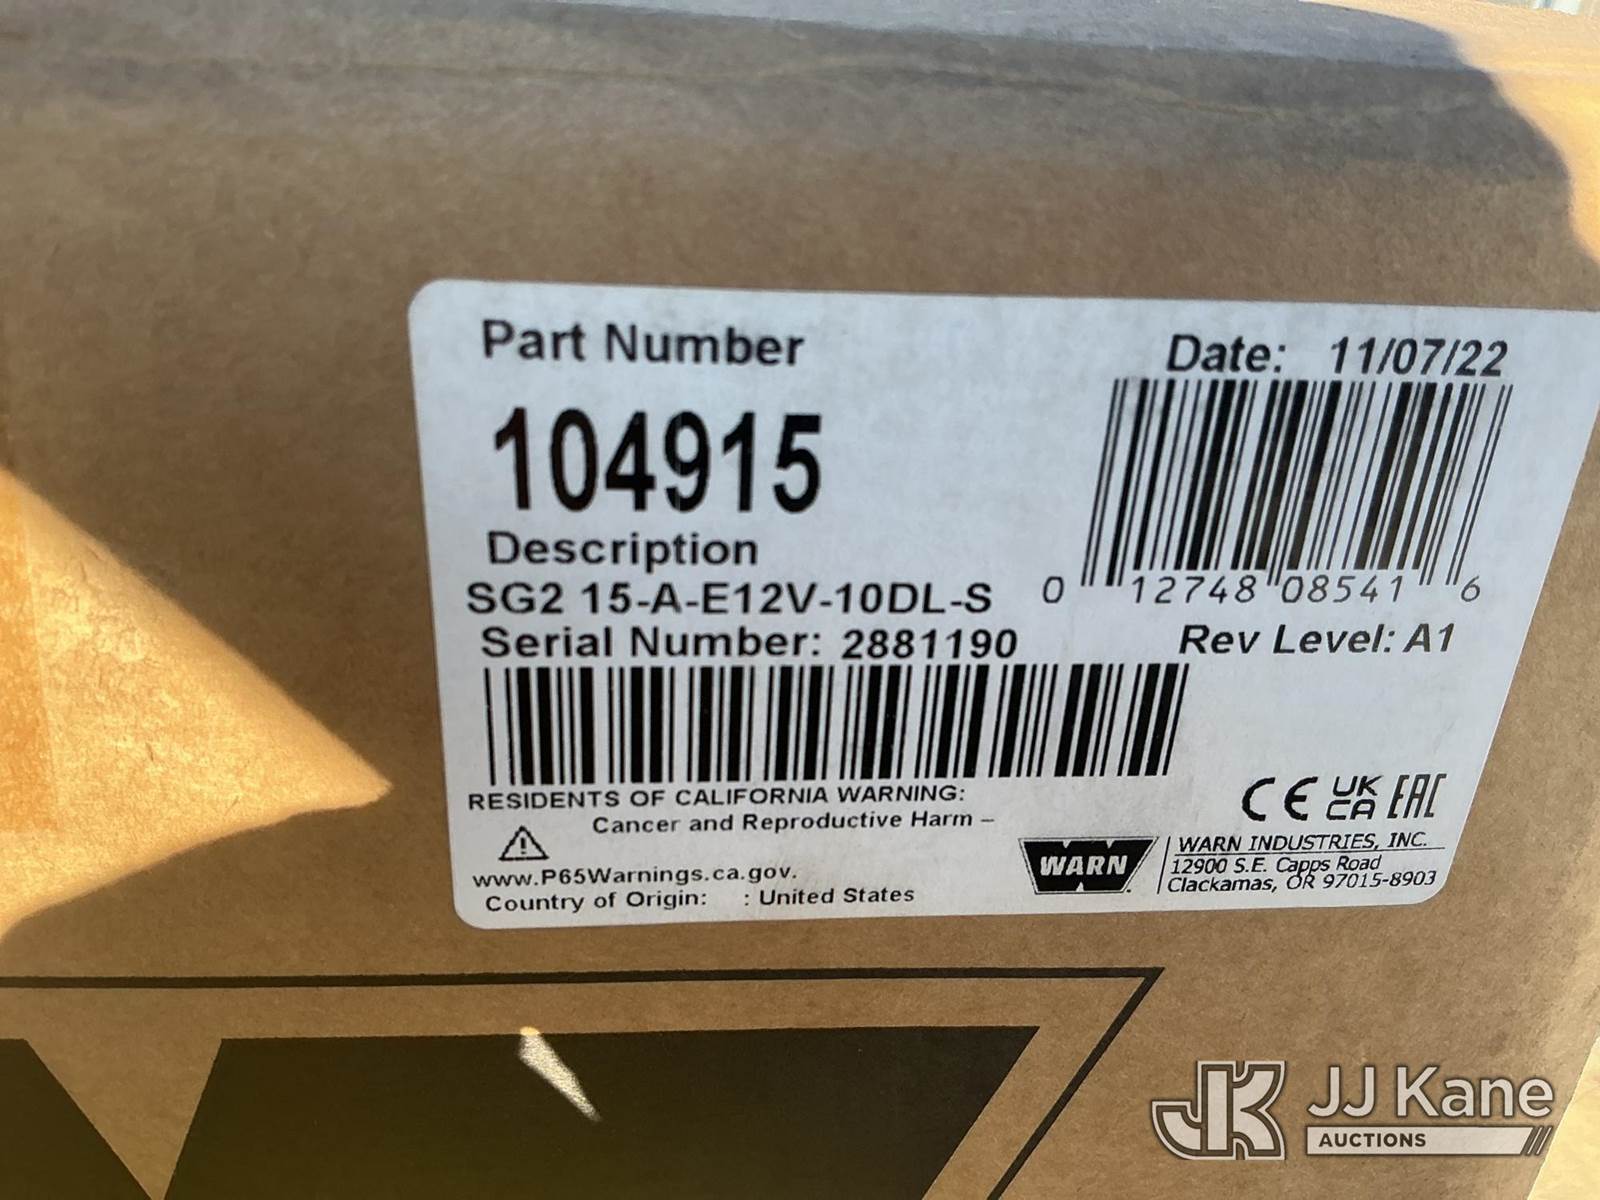 Part Number
Date: 11/07/22
104915
Description
SG2 15-A-E12V-10DL-S
0 12748 08541 6
Serial Number: 2881190
Rev Level: A1
RESIDENTS OF CALIFORNIA WARNING:
Cancer and Reproductive Harm –
www.P65Warnings.ca.gov.
Country of Origin: : United States
CE UK CA EAC
WARN
WARN INDUSTRIES, INC.
12900 S.E. Capps Road
Clackamas, OR 97015-8903
JK JJ Kane
AUCTIONS